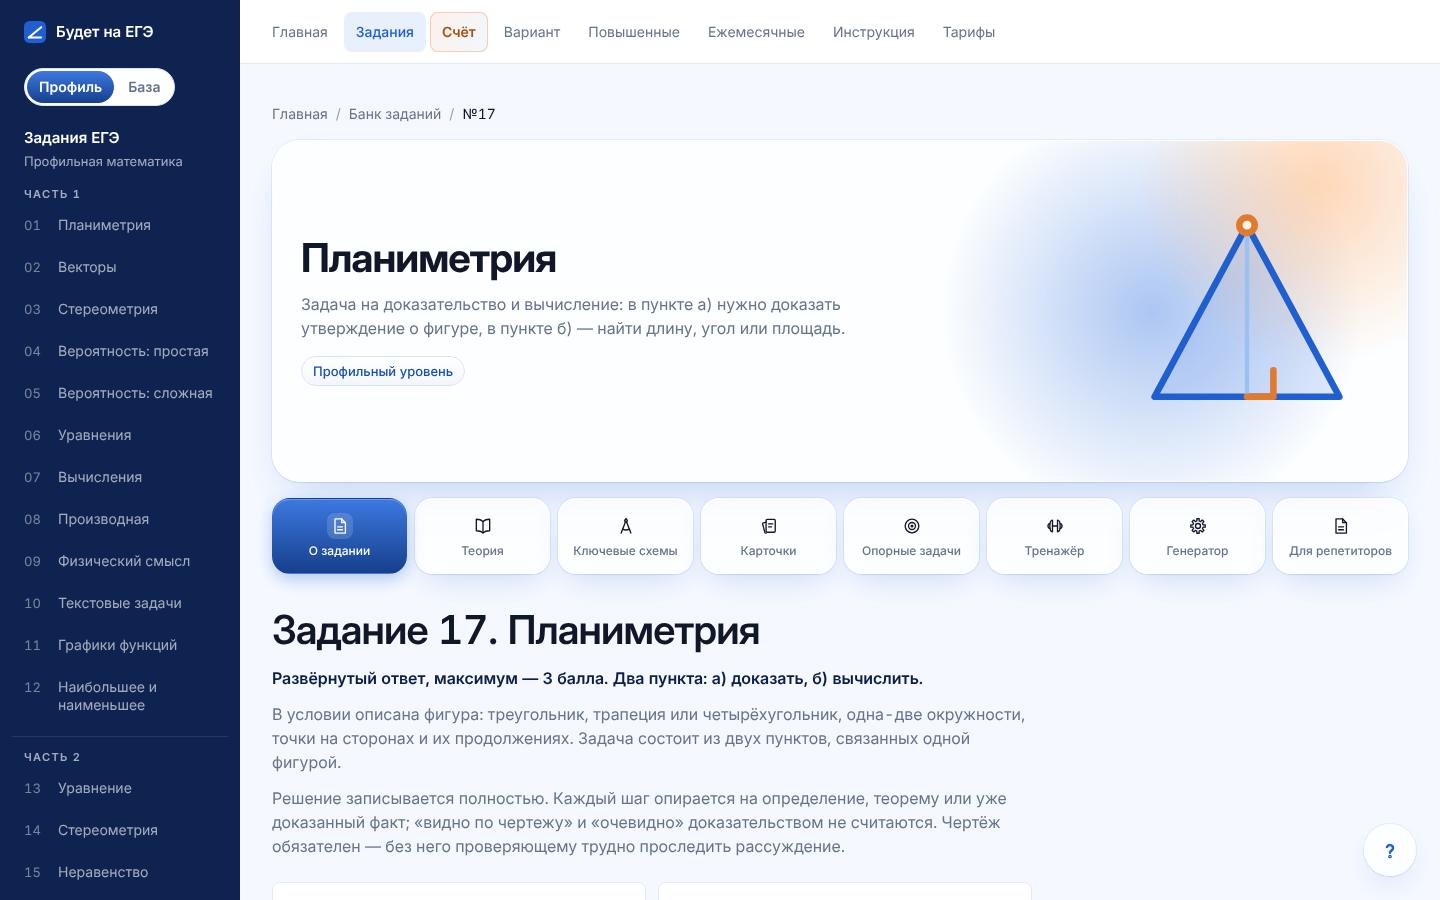 Будет на ЕГЭ
Профиль
База
Задания ЕГЭ
Профильная математика
ЧАСТЬ 1
01 Планиметрия
02 Векторы
03 Стереометрия
04 Вероятность: простая
05 Вероятность: сложная
06 Уравнения
07 Вычисления
08 Производная
09 Физический смысл
10 Текстовые задачи
11 Графики функций
12 Наибольшее и
наименьшее
ЧАСТЬ 2
13 Уравнение
14 Стереометрия
15 Неравенство
Главная Задания Счёт Вариант Повышенные Ежемесячные Инструкция Тарифы
Главная / Банк заданий / №17
Планиметрия
Задача на доказательство и вычисление: в пункте а) нужно доказать
утверждение о фигуре, в пункте б) — найти длину, угол или площадь.
Профильный уровень
О задании
Теория
Ключевые схемы
Карточки
Опорные задачи
Тренажёр
Генератор
Для репетиторов
Задание 17. Планиметрия
Развёрнутый ответ, максимум — 3 балла. Два пункта: а) доказать, б) вычислить.
В условии описана фигура: треугольник, трапеция или четырёхугольник, одна-две окружности,
точки на сторонах и их продолжениях. Задача состоит из двух пунктов, связанных одной
фигурой.
Решение записывается полностью. Каждый шаг опирается на определение, теорему или уже
доказанный факт; «видно по чертежу» и «очевидно» доказательством не считаются. Чертёж
обязателен — без него проверяющему трудно проследить рассуждение.
?